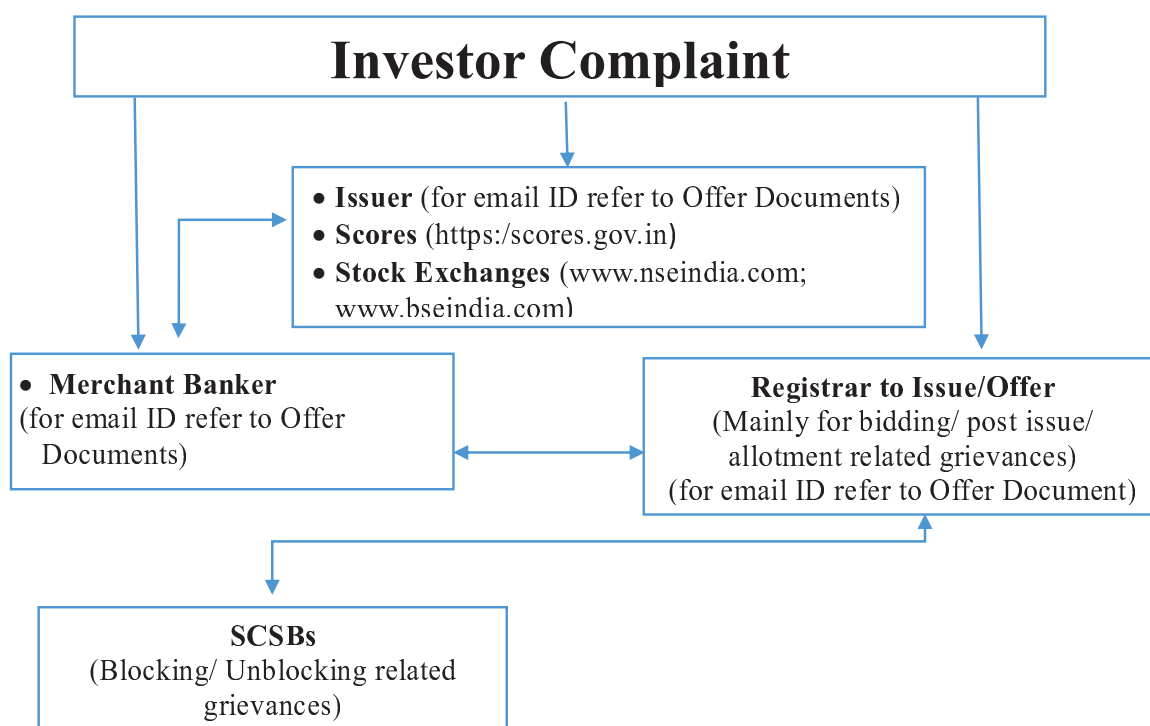 Investor Complaint
• Issuer (for email ID refer to Offer Documents)
• Scores (https:/scores.gov.in)
• Stock Exchanges (www.nseindia.com;
www.bseindia.com)
• Merchant Banker
(for email ID refer to Offer
Documents)
Registrar to Issue/Offer
(Mainly for bidding/ post issue/
allotment related grievances)
(for email ID refer to Offer Document)
SCSBs
(Blocking/ Unblocking related
grievances)